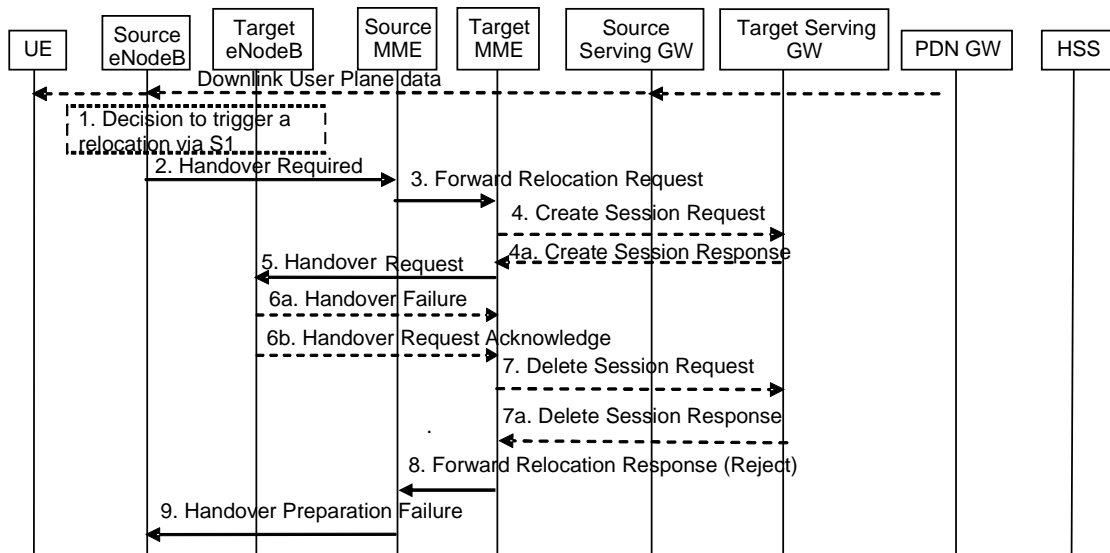 UE
Source
eNodeB
Target
eNodeB
Source
MME
Target
MME
Source
Serving GW
Target Serving
GW
PDN GW
HSS
Downlink User Plane data
1. Decision to trigger a
relocation via S1
2. Handover Required
3. Forward Relocation Request
4. Create Session Request
4a. Create Session Response
5. Handover Request
6a. Handover Failure
6b. Handover Request Acknowledge
7. Delete Session Request
7a. Delete Session Response
.
8. Forward Relocation Response (Reject)
9. Handover Preparation Failure